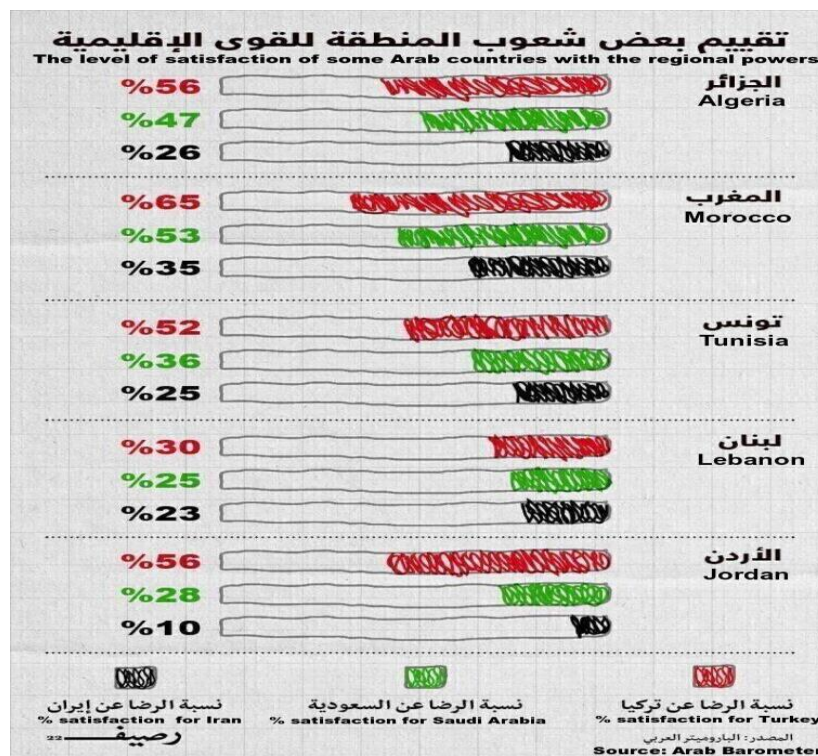 تقييم بعض شعوب المنطقة للقوى الإقليمية
The level of satisfaction of some Arab countries with the regional powers
الجزائر
Algeria
%56
%47
%26
المغرب
Morocco
%65
%53
%35
تونس
Tunisia
%52
%36
%25
لبنان
Lebanon
%30
%25
%23
الأردن
Jordan
%56
%28
%10
نسبة الرضا عن تركيا
% satisfaction for Turkey
نسبة الرضا عن السعودية
% satisfaction for Saudi Arabia
نسبة الرضا عن إيران
% satisfaction for Iran
المصدر: الباروميتر العربي
Source: Arab Barometer
رصيف 22